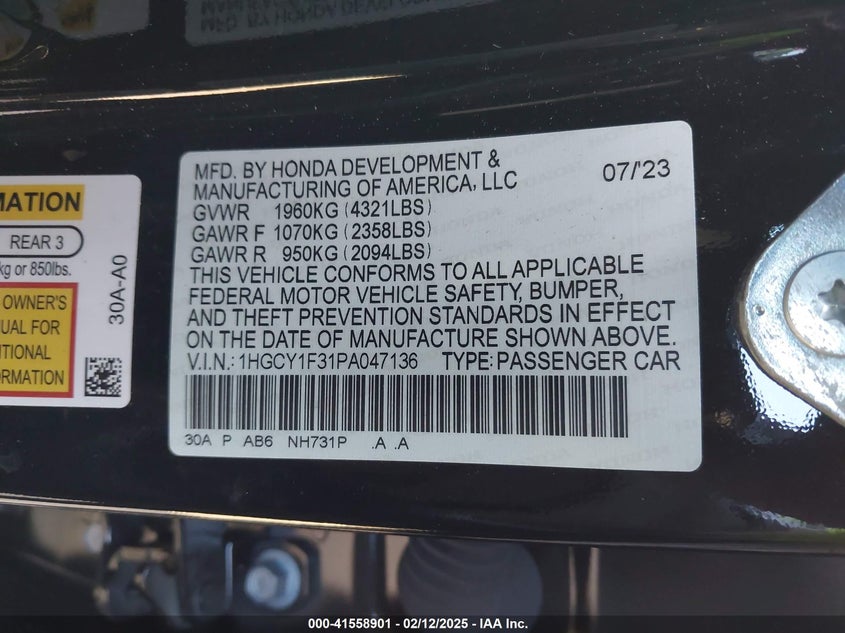 MATION
REAR 3
kg or 850lbs.
OWNER'S
UAL FOR
ITIONAL
ORMATION
30A-A0
MFD. BY HONDA DEVELOPMENT &
MANUFACTURING OF AMERICA, LLC
07/'23
GVWR 1960KG (4321LBS)
GAWR F 1070KG (2358LBS)
GAWR R 950KG (2094LBS)
THIS VEHICLE CONFORMS TO ALL APPLICABLE
FEDERAL MOTOR VEHICLE SAFETY, BUMPER,
AND THEFT PREVENTION STANDARDS IN EFFECT
ON THE DATE OF MANUFACTURE SHOWN ABOVE.
V.I.N.: 1HGCY1F31PA047136 TYPE: PASSENGER CAR
30A P AB6 NH731P .A .A
000-41558901 - 02/12/2025 - IAA Inc.